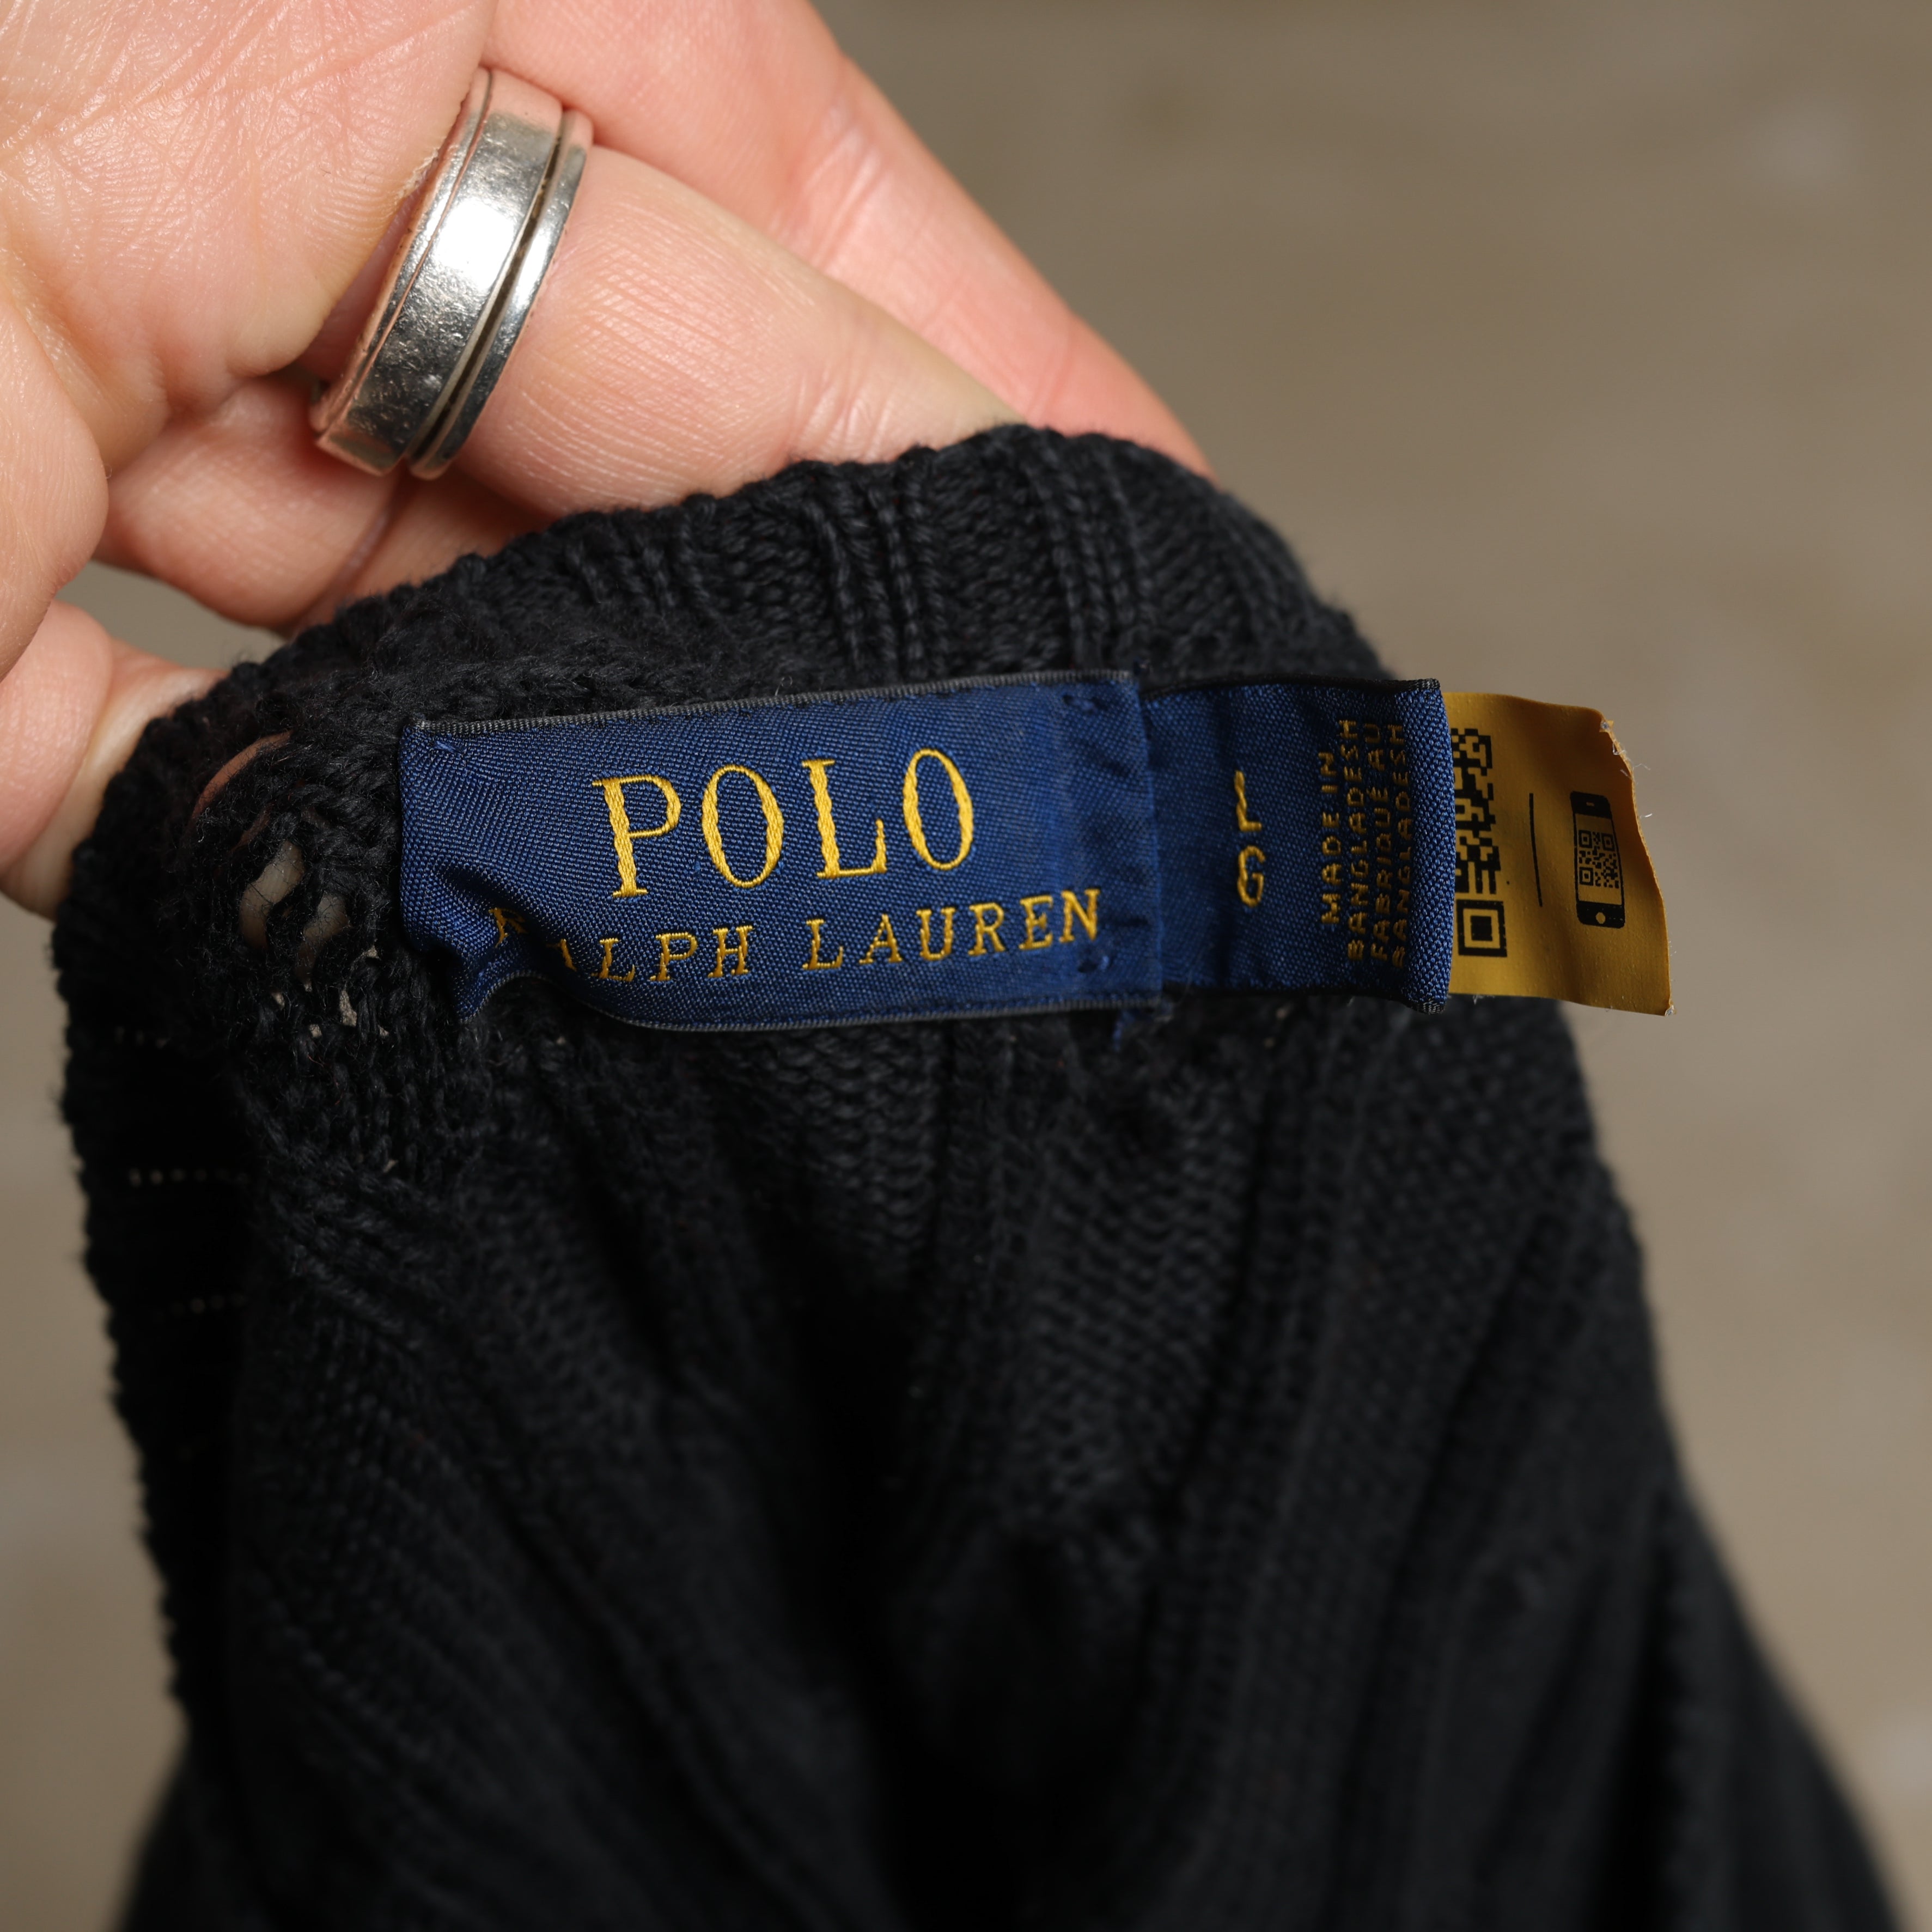 POLO
RALPH LAUREN
L
G
MADE IN
BANGLADESH
FABRIQUÉ AU
BANGLADESH